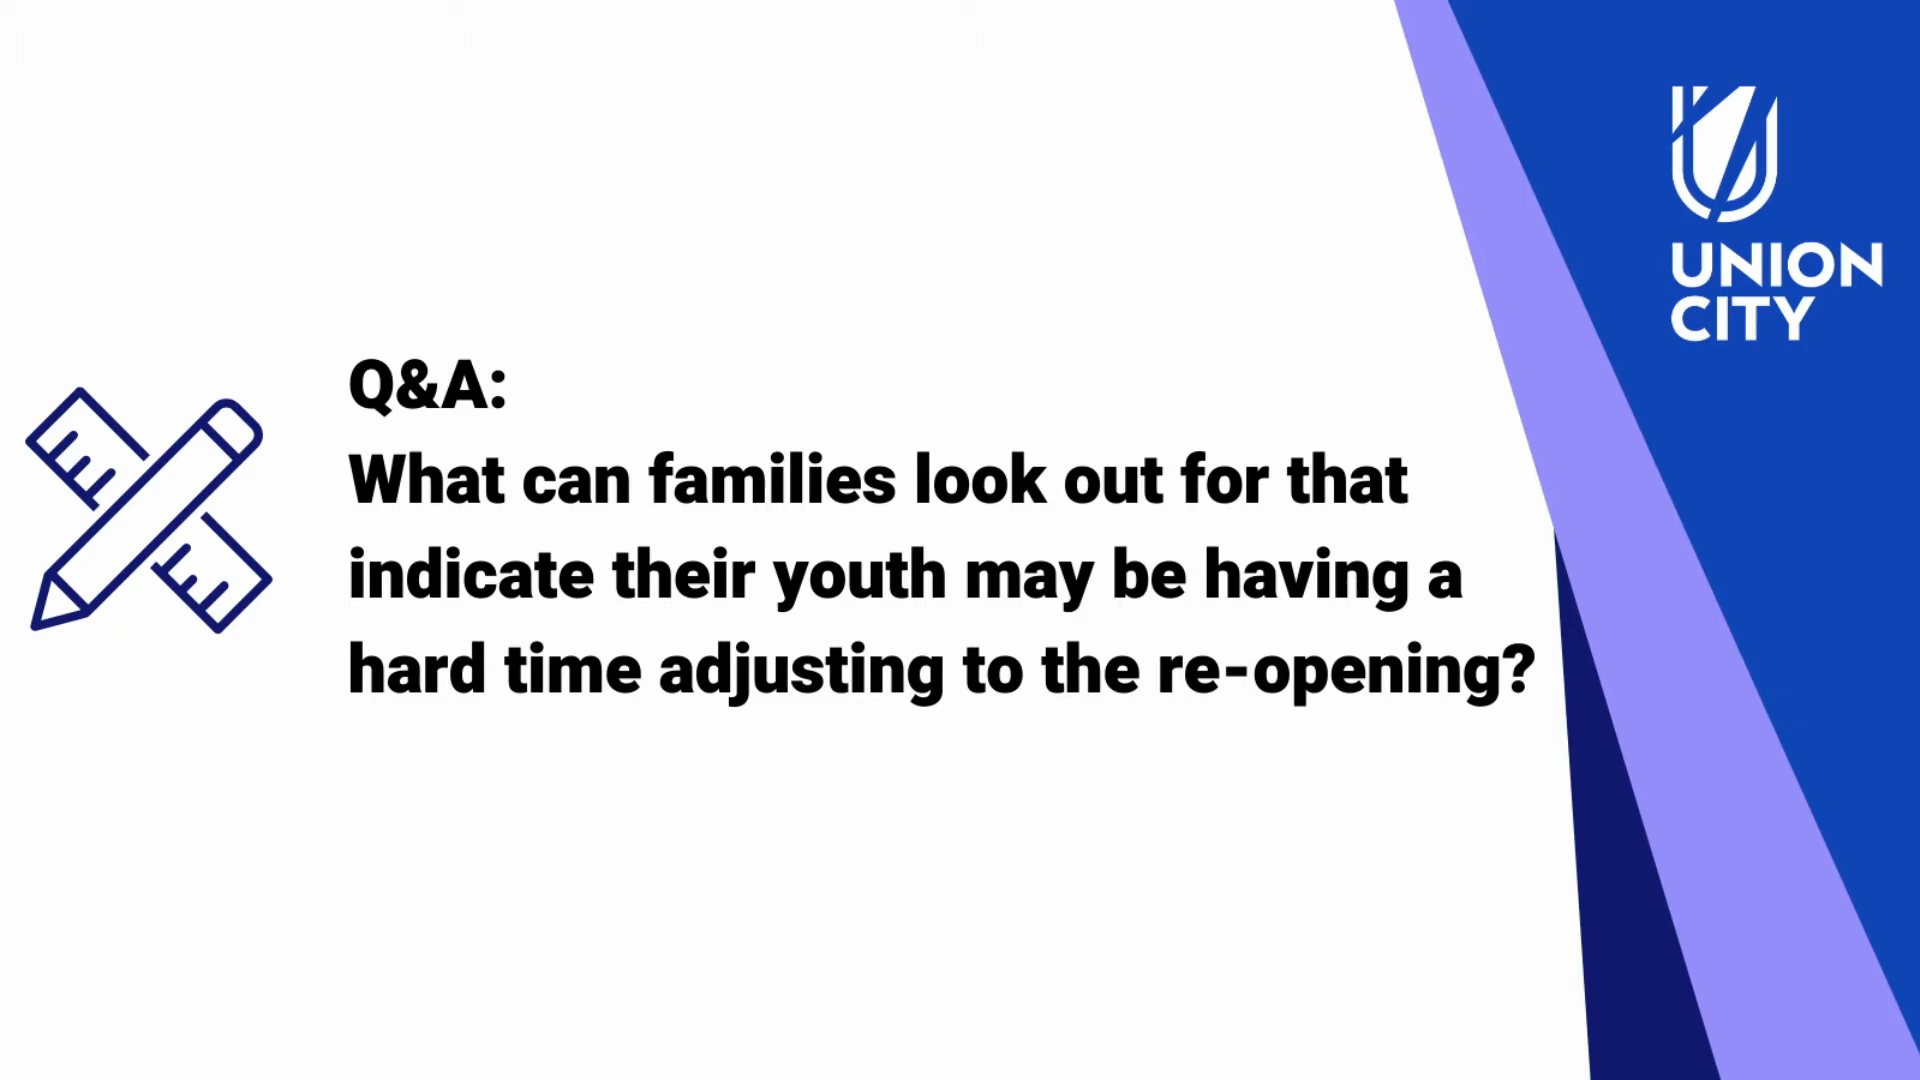 UNION
CITY
Q&A:
What can families look out for that
indicate their youth may be having a
hard time adjusting to the re-opening?